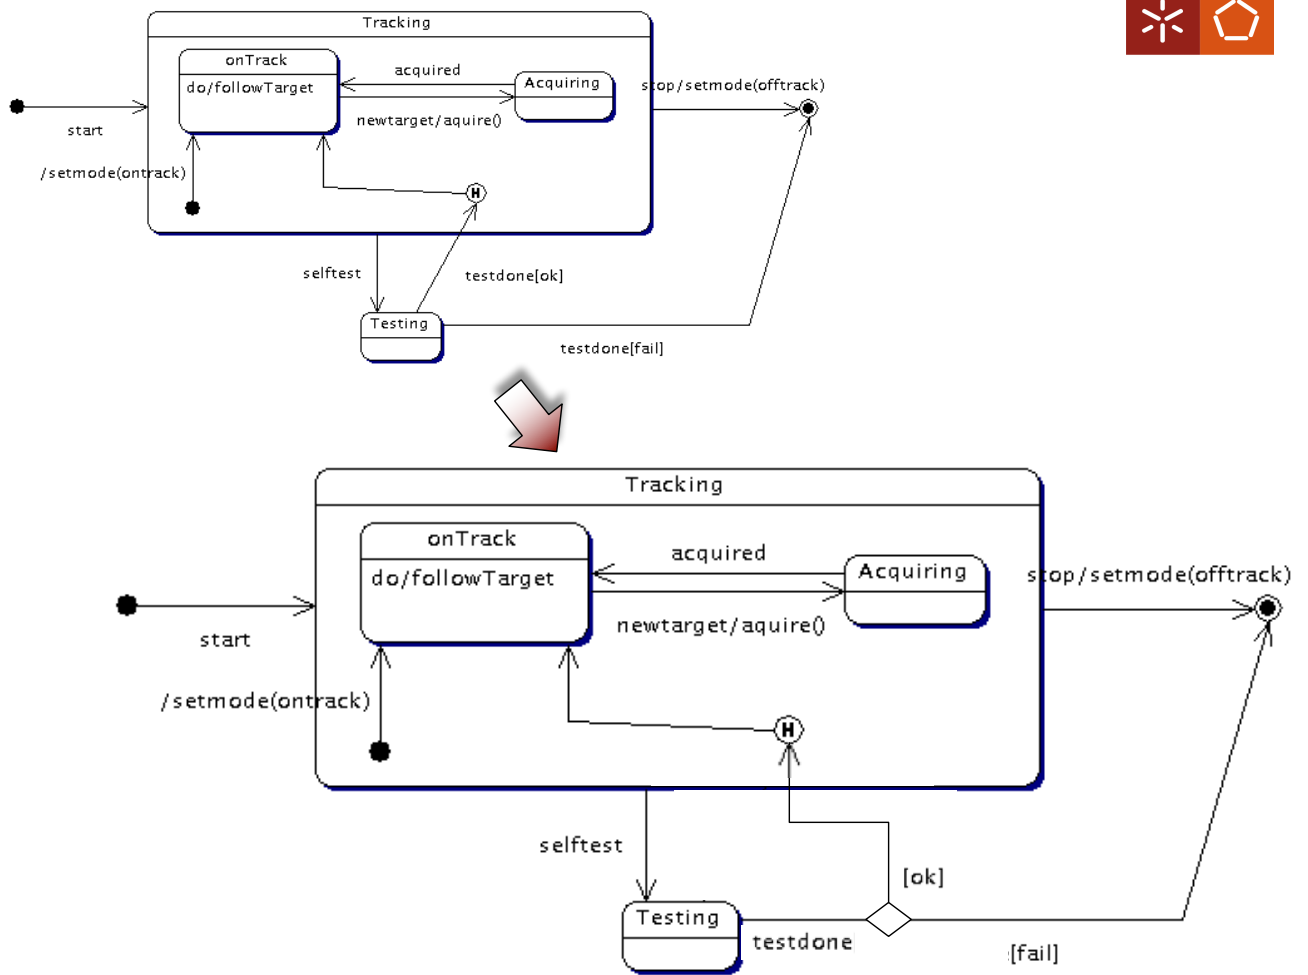 Tracking
onTrack
do/followTarget
acquired
Acquiring
stop/setmode(offtrack)
newtarget/aquire()
start
/setmode(ontrack)
H
selftest
testdone[ok]
Testing
testdone[fail]
Tracking
onTrack
do/followTarget
acquired
Acquiring
stop/setmode(offtrack)
newtarget/aquire()
start
/setmode(ontrack)
H
selftest
[ok]
Testing
testdone
[fail]